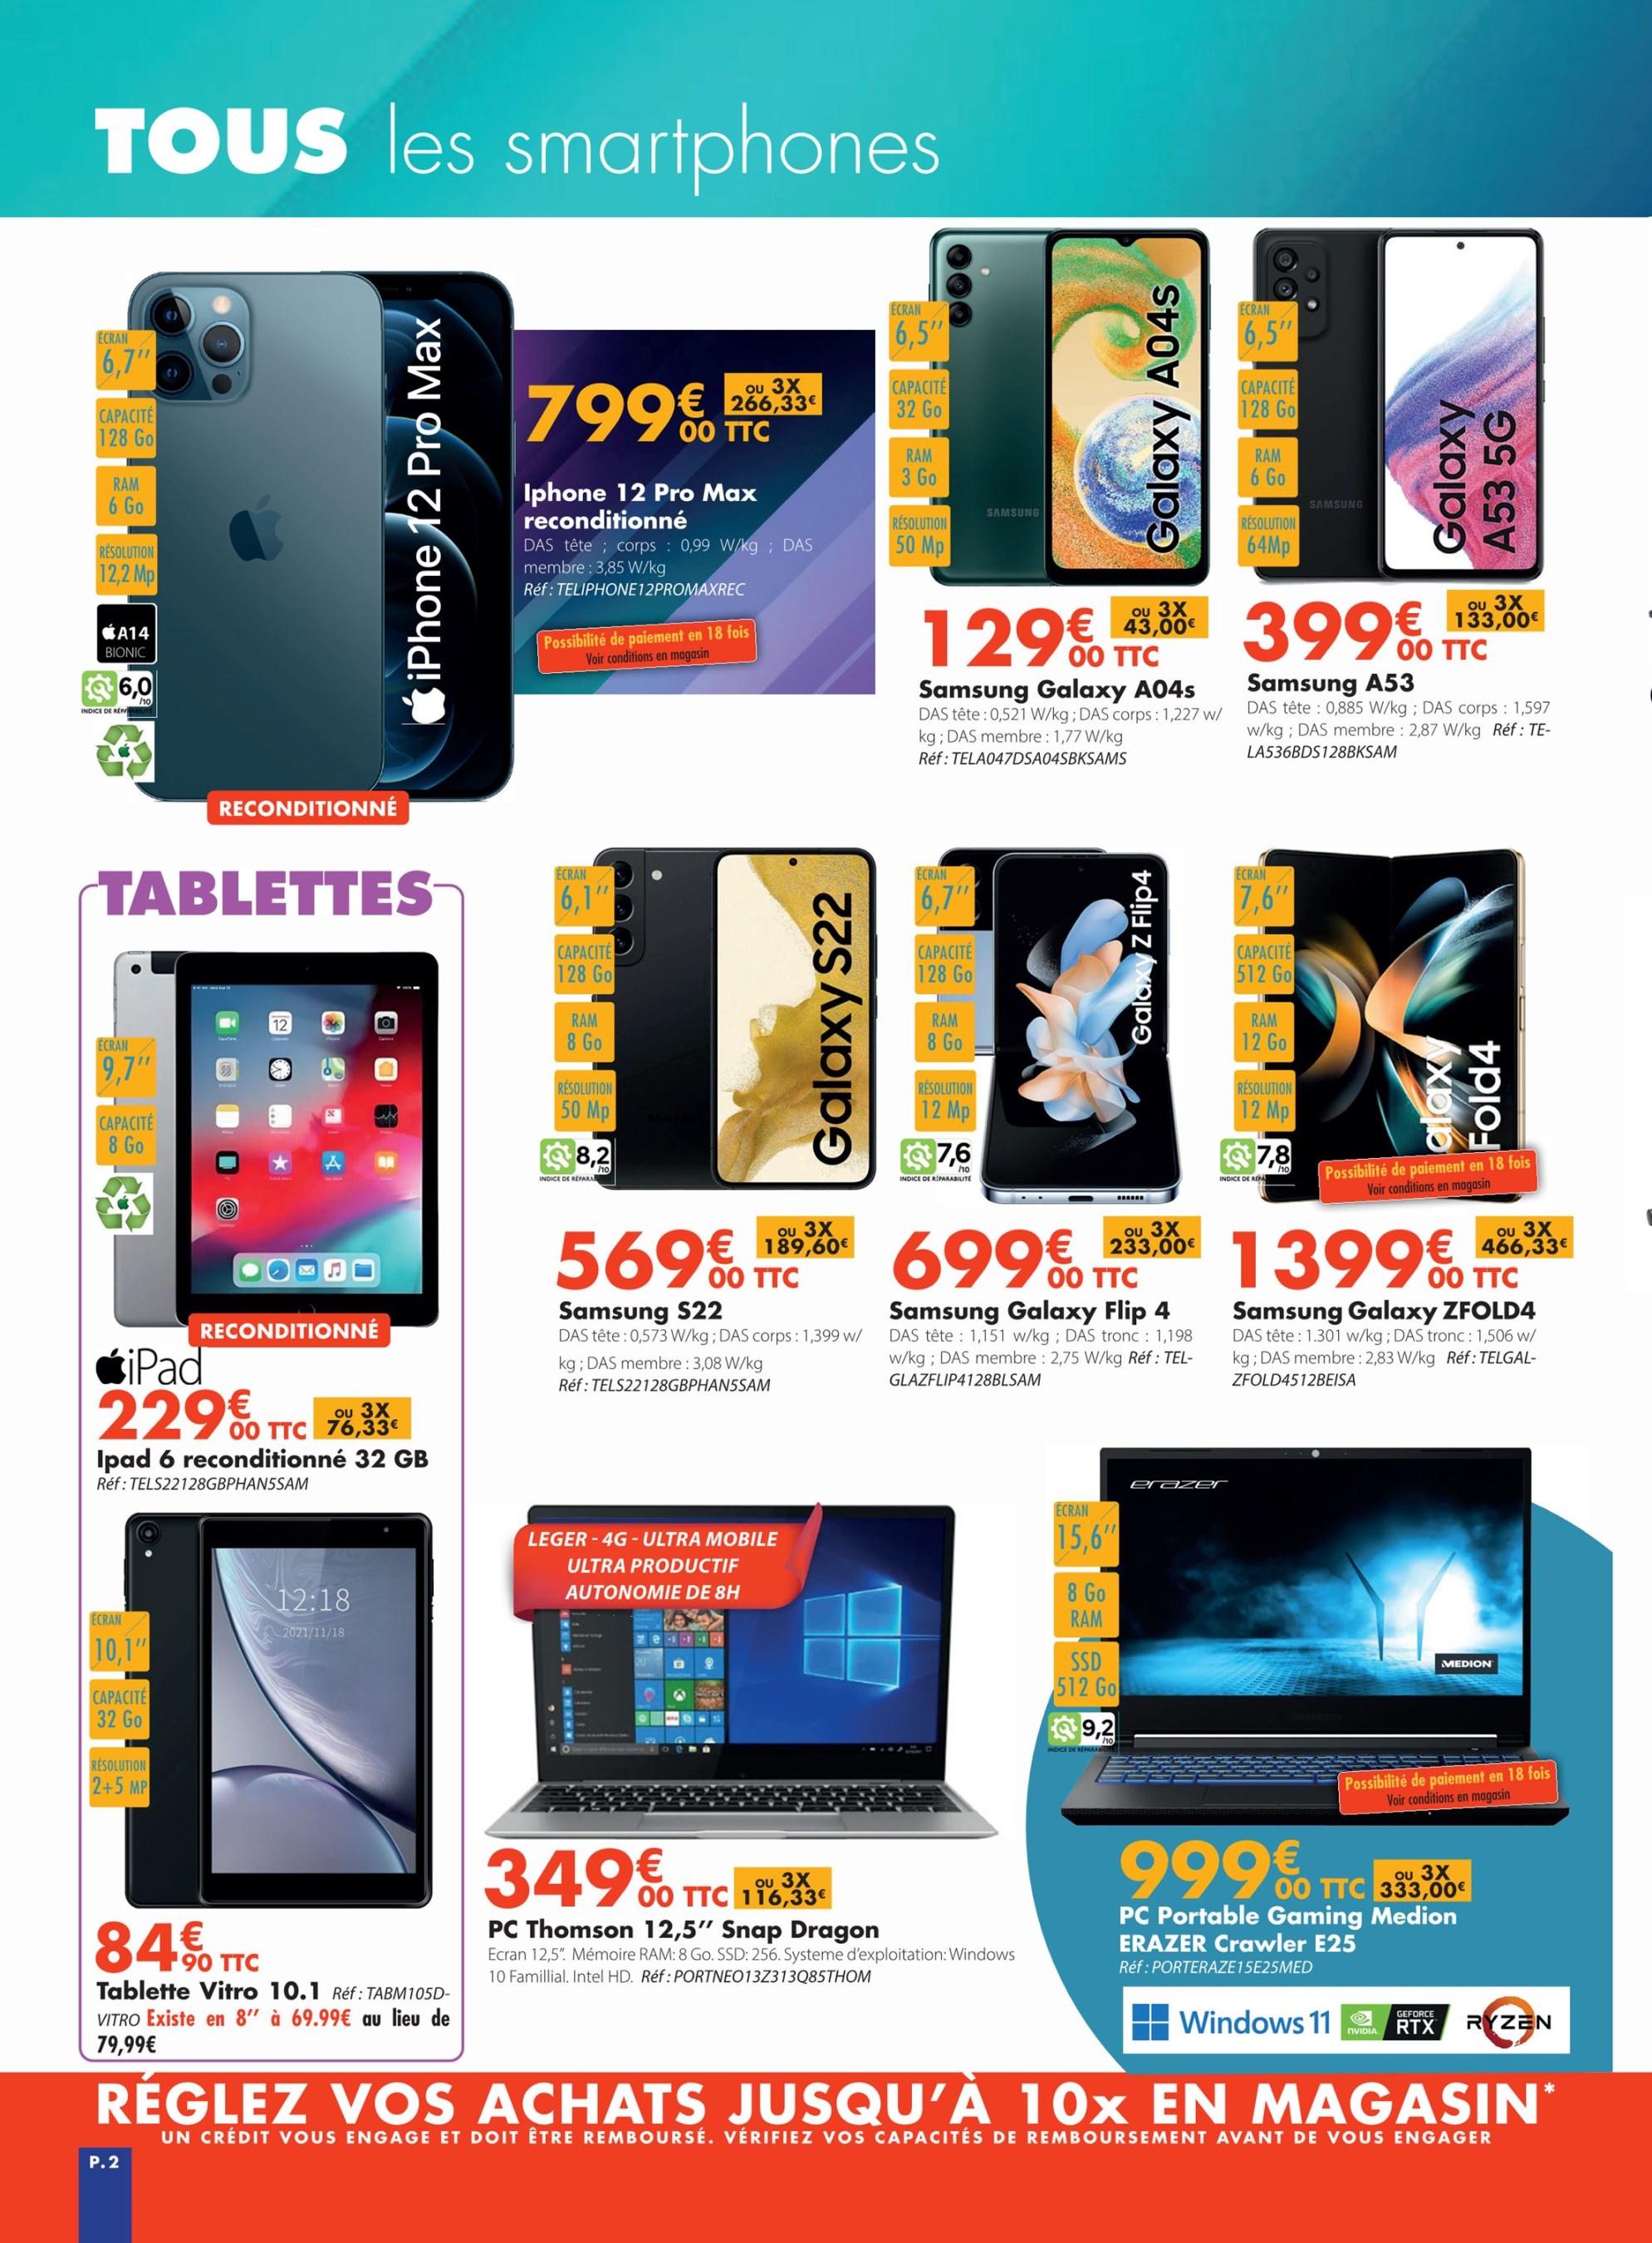 TOUS les smartphones
ÉCRAN
6,7’’
CAPACITÉ
128 Go
RAM
6 Go
RÉSOLUTION
12,2 Mp
A14
BIONIC
6,0
/10
iPhone 12 Pro Max
RECONDITIONNÉ
799€00 TTC
OU 3X
266,33€
Iphone 12 Pro Max
reconditionné
DAS tête ; corps : 0,99 W/kg ; DAS
membre : 3,85 W/kg
Réf : TELIPHONE12PROMAXREC
Possibilité de paiement en 18 fois
Voir conditions en magasin
ÉCRAN
6,5’’
CAPACITÉ
32 Go
RAM
3 Go
RÉSOLUTION
50 Mp
SAMSUNG
Galaxy A04s
129€00 TTC
OU 3X
43,00€
Samsung Galaxy A04s
DAS tête : 0,521 W/kg ; DAS corps : 1,227 w/
kg ; DAS membre : 1,77 W/kg
Réf : TELA047DSA04SBKSAMS
ÉCRAN
6,5’’
CAPACITÉ
128 Go
RAM
6 Go
RÉSOLUTION
64Mp
SAMSUNG
Galaxy
A53 5G
399€00 TTC
OU 3X
133,00€
Samsung A53
DAS tête : 0,885 W/kg ; DAS corps : 1,597
w/kg ; DAS membre : 2,87 W/kg Réf : TE-
LA536BDS128BKSAM
TABLETTES
ÉCRAN
9,7’’
CAPACITÉ
8 Go
RECONDITIONNÉ
iPad
229€00 TTC
OU 3X
76,33€
Ipad 6 reconditionné 32 GB
Réf : TELS22128GBPHAN5SAM
12:18
2021/11/18
ÉCRAN
10,1’’
CAPACITÉ
32 Go
RÉSOLUTION
2+5 MP
84€90 TTC
Tablette Vitro 10.1 Réf : TABM105D-
VITRO Existe en 8’’ à 69.99€ au lieu de
79,99€
ÉCRAN
6,1’’
CAPACITÉ
128 Go
RAM
8 Go
RÉSOLUTION
50 Mp
8,2
/10
Galaxy S22
569€00 TTC
OU 3X
189,60€
Samsung S22
DAS tête : 0,573 W/kg ; DAS corps : 1,399 w/
kg ; DAS membre : 3,08 W/kg
Réf : TELS22128GBPHAN5SAM
ÉCRAN
6,7’’
CAPACITÉ
128 Go
RAM
8 Go
RÉSOLUTION
12 Mp
7,6
/10
INDICE DE RÉPARABILITÉ
Galaxy Z Flip4
699€00 TTC
OU 3X
233,00€
Samsung Galaxy Flip 4
DAS tête : 1,151 w/kg ; DAS tronc : 1,198
w/kg ; DAS membre : 2,75 W/kg Réf : TEL-
GLAZFLIP4128BLSAM
ÉCRAN
7,6’’
CAPACITÉ
512 Go
RAM
12 Go
RÉSOLUTION
12 Mp
7,8
/10
alaxy
Fold4
Possibilité de paiement en 18 fois
Voir conditions en magasin
1399€00 TTC
OU 3X
466,33€
Samsung Galaxy ZFOLD4
DAS tête : 1.301 w/kg ; DAS tronc : 1,506 w/
kg ; DAS membre : 2,83 W/kg Réf : TELGAL-
ZFOLD4512BEISA
LEGER - 4G - ULTRA MOBILE
ULTRA PRODUCTIF
AUTONOMIE DE 8H
349€00 TTC
OU 3X
116,33€
PC Thomson 12,5’’ Snap Dragon
Ecran 12,5’’. Mémoire RAM: 8 Go. SSD: 256. Systeme d’exploitation: Windows
10 Famillial. Intel HD. Réf : PORTNEO13Z313Q85THOM
erazer
MEDION
ÉCRAN
15,6’’
8 Go
RAM
SSD
512 Go
9,2
/10
Possibilité de paiement en 18 fois
Voir conditions en magasin
999€00 TTC
OU 3X
333,00€
PC Portable Gaming Medion
ERAZER Crawler E25
Réf : PORTERAZE15E25MED
Windows 11
NVIDIA
GEFORCE
RTX
RYZEN
RÉGLEZ VOS ACHATS JUSQU’À 10x EN MAGASIN*
UN CRÉDIT VOUS ENGAGE ET DOIT ÊTRE REMBOURSÉ. VÉRIFIEZ VOS CAPACITÉS DE REMBOURSEMENT AVANT DE VOUS ENGAGER
P. 2